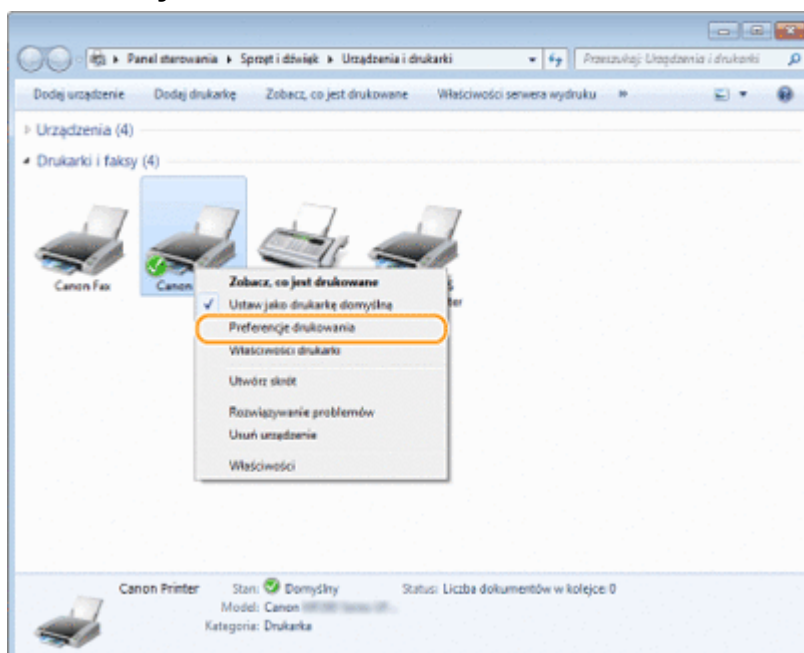 Panel sterowania ▸ Sprzęt i dźwięk ▸ Urządzenia i drukarki
Przeszukaj: Urządzenia i drukarki
Dodaj urządzenie Dodaj drukarkę Zobacz, co jest drukowane Właściwości serwera wydruku »
Urządzenia (4)
Drukarki i faksy (4)
Canon Fax
Canon
Zobacz, co jest drukowane
Ustaw jako drukarkę domyślną
Preferencje drukowania
Właściwości drukarki
Utwórz skrót
Rozwiązywanie problemów
Usuń urządzenie
Właściwości
Canon Printer Stan: Domyślny Status: Liczba dokumentów w kolejce: 0
Model: Canon
Kategoria: Drukarka